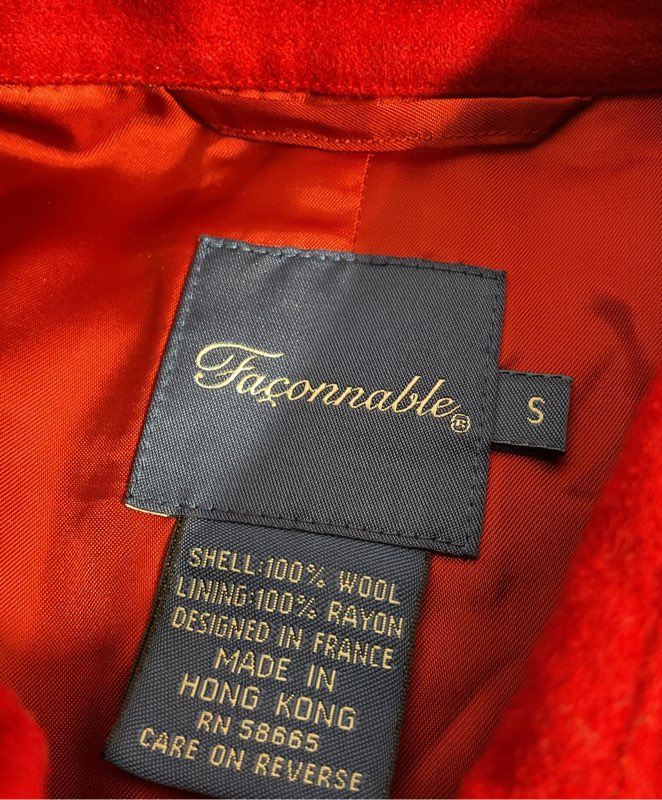 Façonnable®
S
SHELL:100% WOOL
LINING:100% RAYON
DESIGNED IN FRANCE
MADE IN
HONG KONG
RN 58665
CARE ON REVERSE